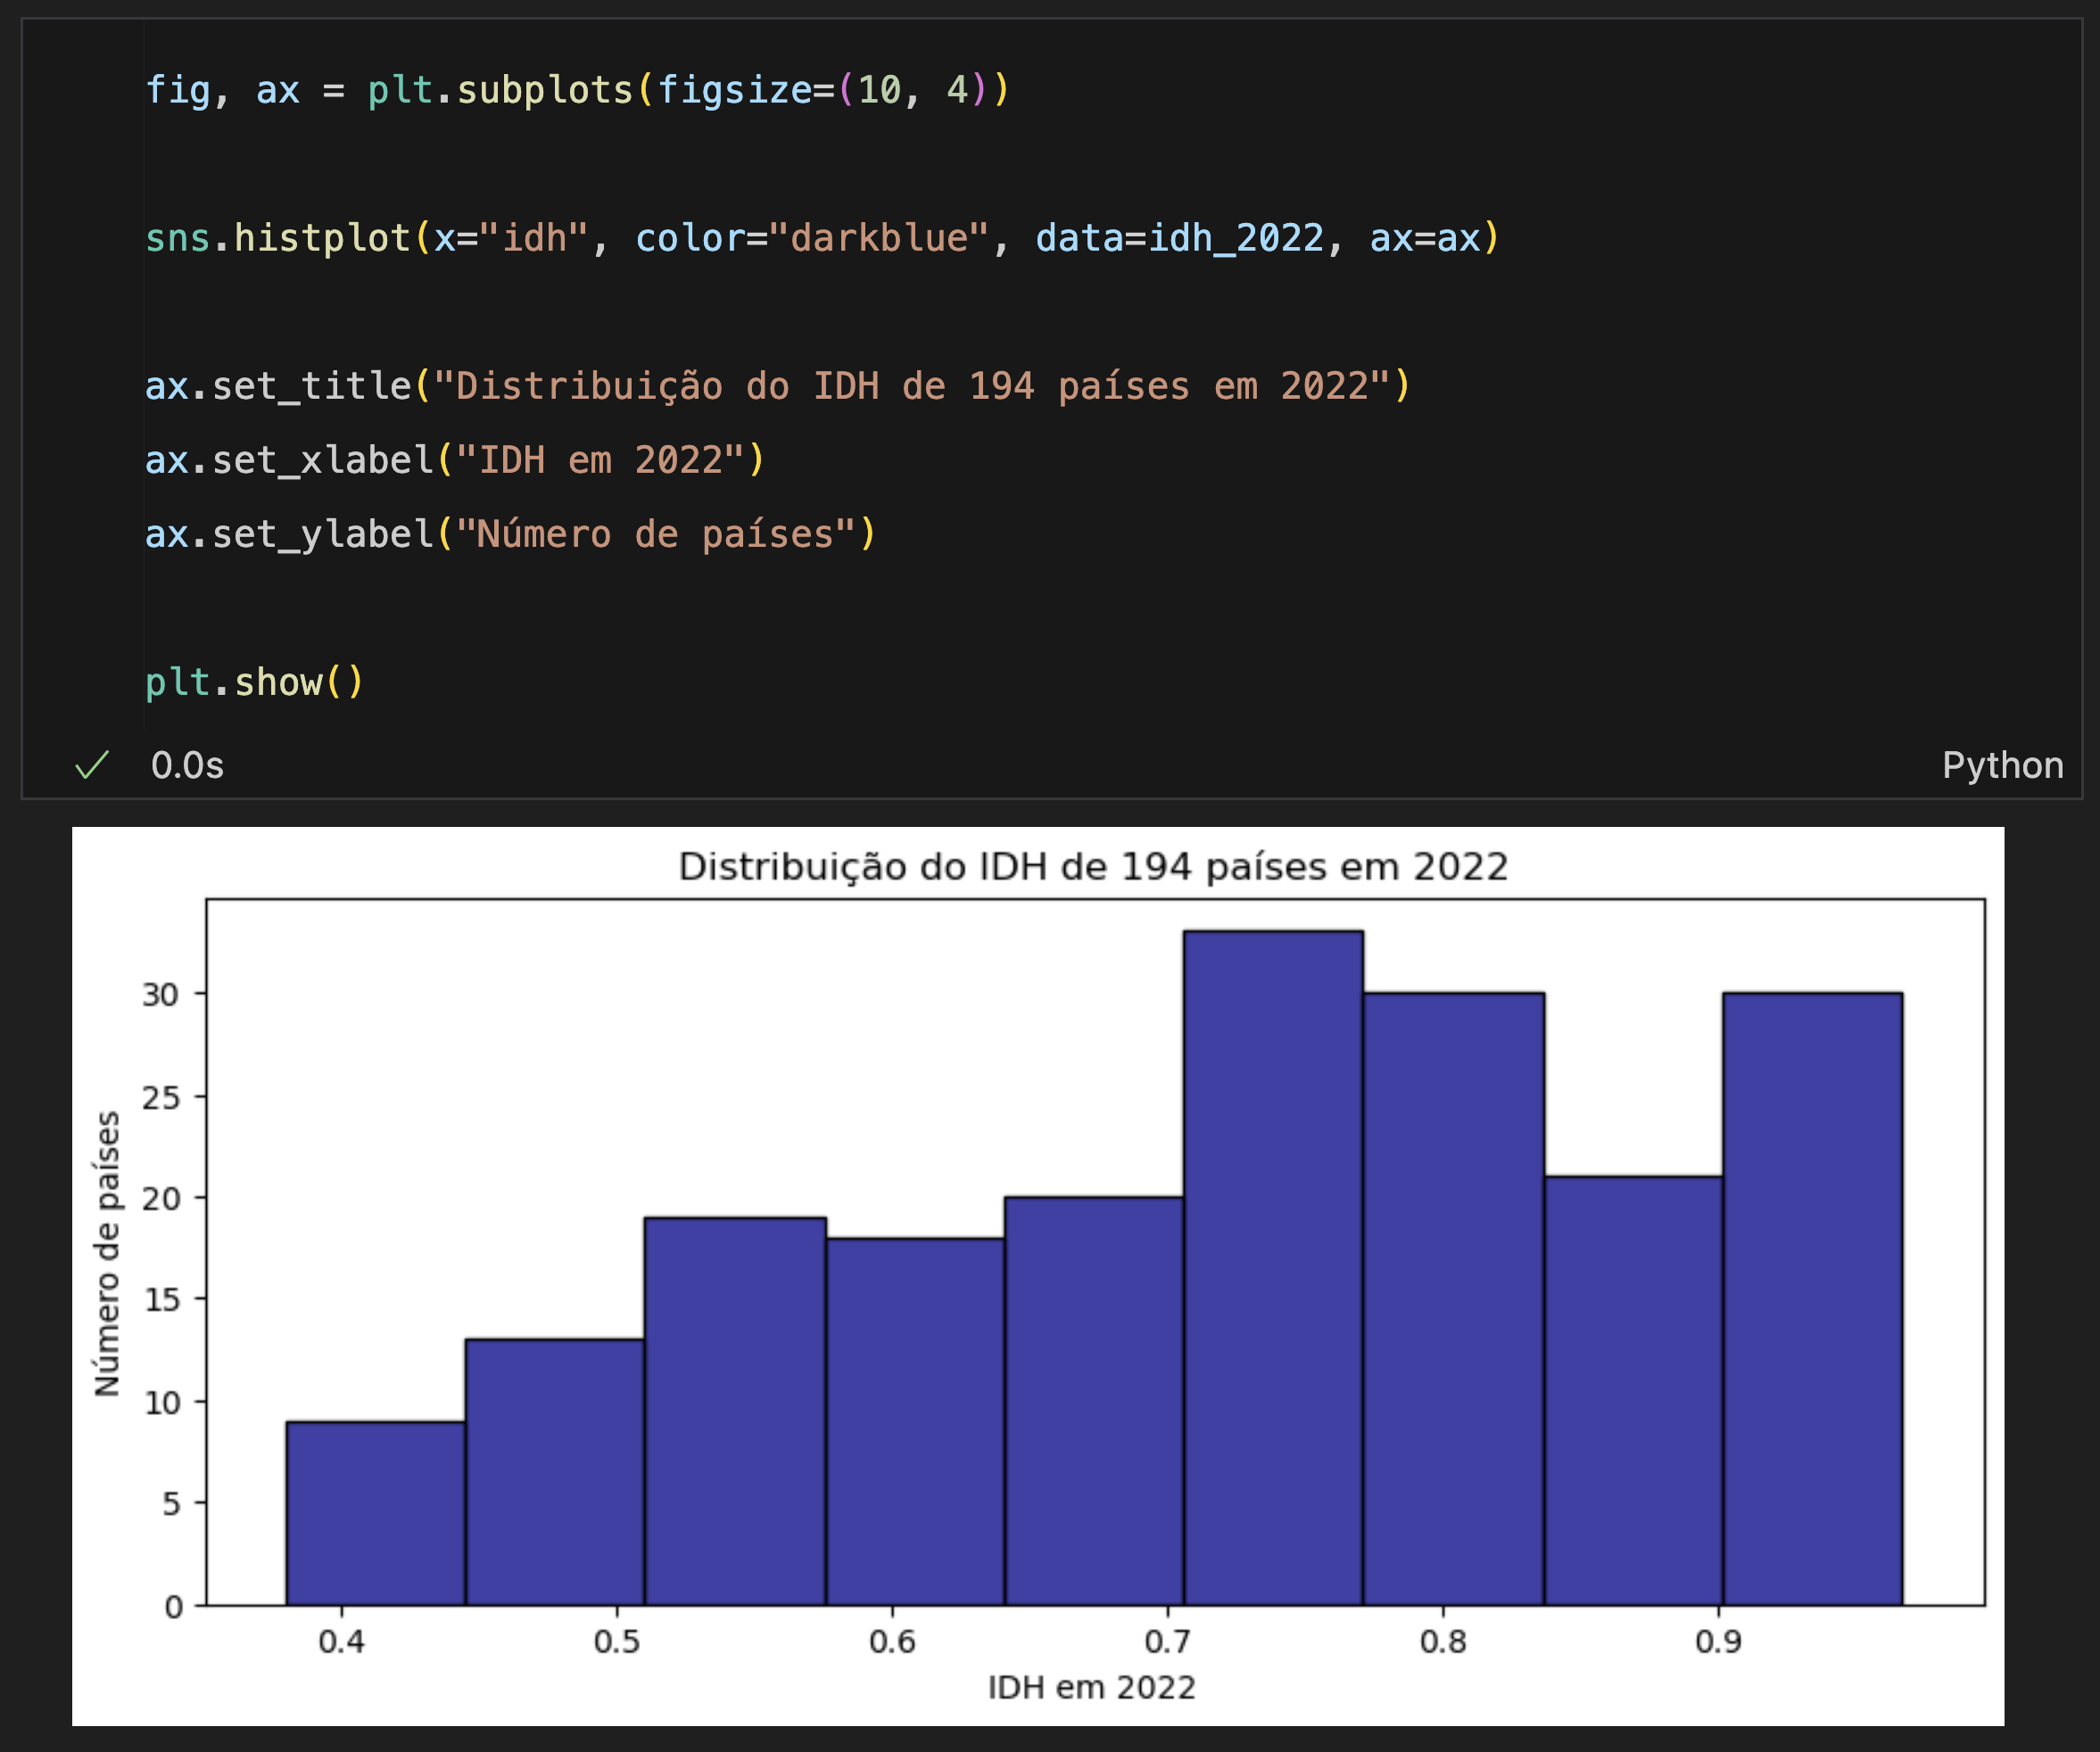 fig, ax = plt.subplots(figsize=(10, 4))
sns.histplot(x="idh", color="darkblue", data=idh_2022, ax=ax)
ax.set_title("Distribuição do IDH de 194 países em 2022")
ax.set_xlabel("IDH em 2022")
ax.set_ylabel("Número de países")
plt.show()
0.0s
Python
Distribuição do IDH de 194 países em 2022
30
25
20
15
10
5
0
Número de países
0.4 0.5 0.6 0.7 0.8 0.9
IDH em 2022